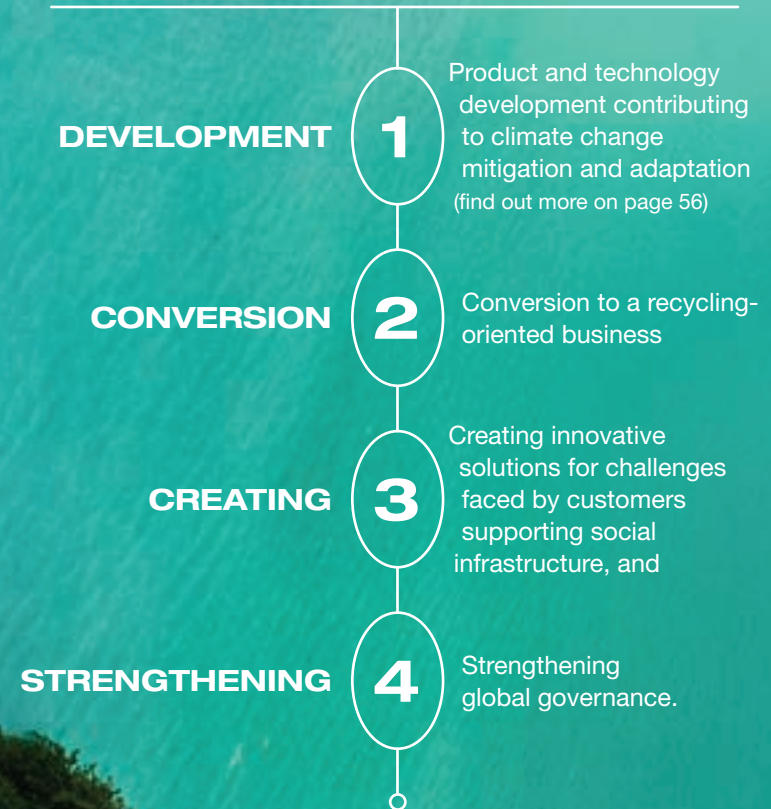 DEVELOPMENT
1
Product and technology
development contributing
to climate change
mitigation and adaptation
(find out more on page 56)
CONVERSION
2
Conversion to a recycling-
oriented business
CREATING
3
Creating innovative
solutions for challenges
faced by customers
supporting social
infrastructure, and
STRENGTHENING
4
Strengthening
global governance.